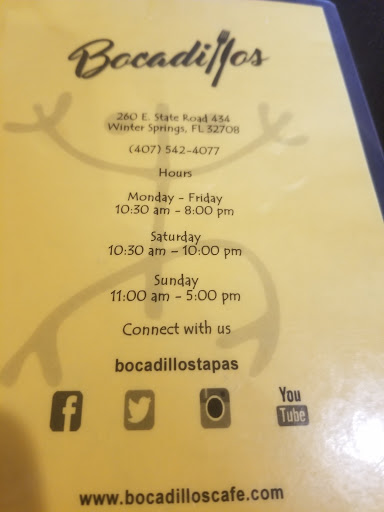 Bocadillos
260 E. State Road 434
Winter Springs, FL 32708
(407) 542-4077
Hours
Monday - Friday
10:30 am - 8:00 pm
Saturday
10:30 am - 10:00 pm
Sunday
11:00 am - 5:00 pm
Connect with us
bocadillostapas
You
Tube
www.bocadilloscafe.com